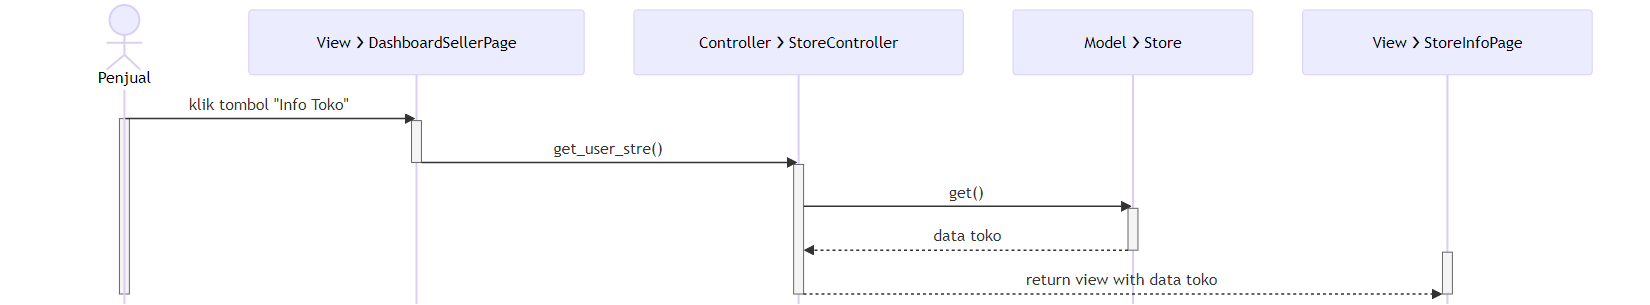 View > DashboardSellerPage
Controller > StoreController
Model > Store
View > StoreInfoPage
Penjual
klik tombol "Info Toko"
get_user_stre()
get()
data toko
return view with data toko